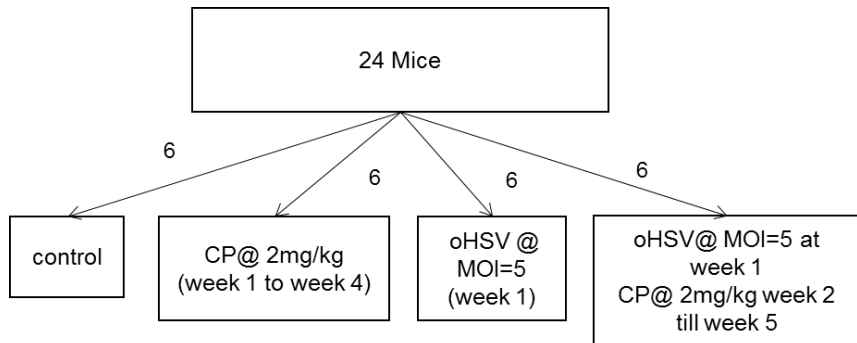 24 Mice
6
6
6
6
control
CP@ 2mg/kg
(week 1 to week 4)
oHSV @
MOI=5
(week 1)
oHSV@ MOI=5 at
week 1
CP@ 2mg/kg week 2
till week 5